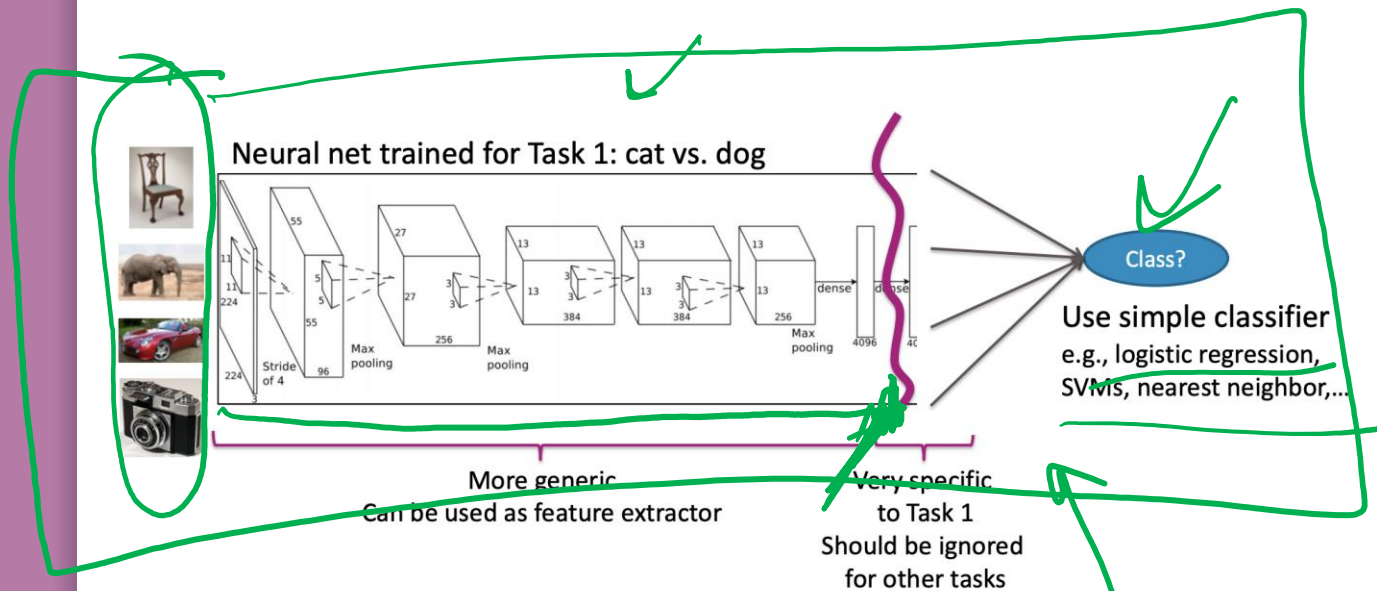 Neural net trained for Task 1: cat vs. dog
55
27
13
13
13
11
5
5
3
3
3
3
3
3
11
224
27
13
13
13
dense
dense
55
384
384
256
256
Max
pooling
4096
Max
pooling
Max
pooling
Stride
of 4
96
224
3
Class?
Use simple classifier
e.g., logistic regression,
SVMs, nearest neighbor,...
More generic
Can be used as feature extractor
Very specific
to Task 1
Should be ignored
for other tasks